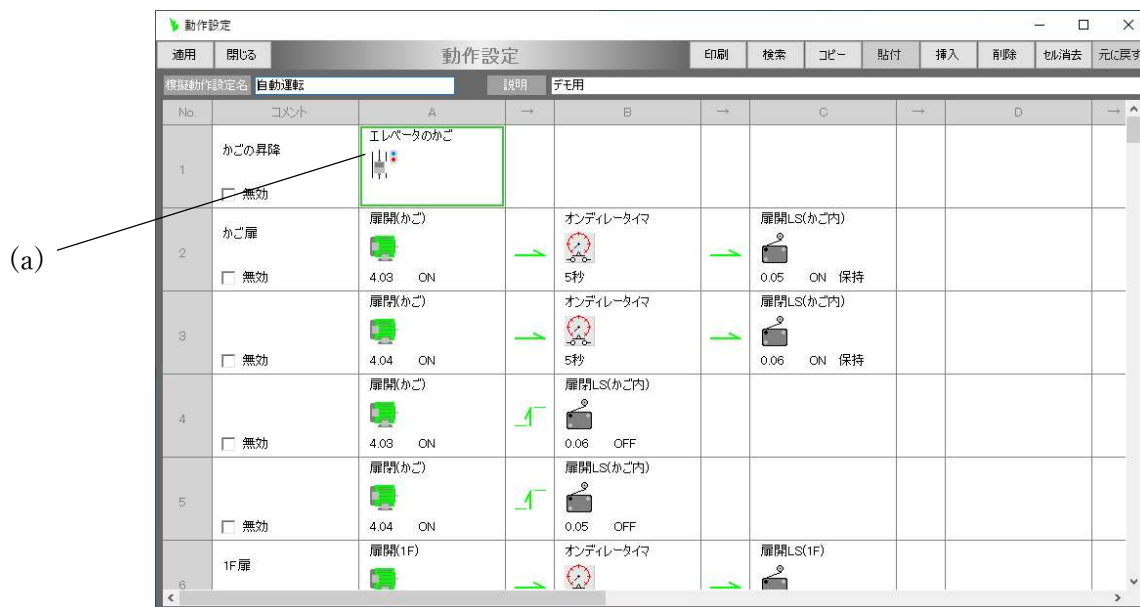 動作設定
適用 閉じる 動作設定 印刷 検索 コピー 貼付 挿入 削除 セル消去 元に戻す
模擬動作設定名 自動運転 説明 デモ用
No. コメント A → B → C → D →
1 かごの昇降 エレベータのかご
無効
(a)
2 かご扉 扉開(かご) オンディレータイマ 扉開LS(かご内)
無効 4.03 ON 5秒 0.05 ON 保持
3 扉閉(かご) オンディレータイマ 扉閉LS(かご内)
無効 4.04 ON 5秒 0.06 ON 保持
4 扉開(かご) 扉閉LS(かご内)
無効 4.03 ON 0.06 OFF
5 扉閉(かご) 扉開LS(かご内)
無効 4.04 ON 0.05 OFF
6 1F扉 扉開(1F) オンディレータイマ 扉開LS(1F)